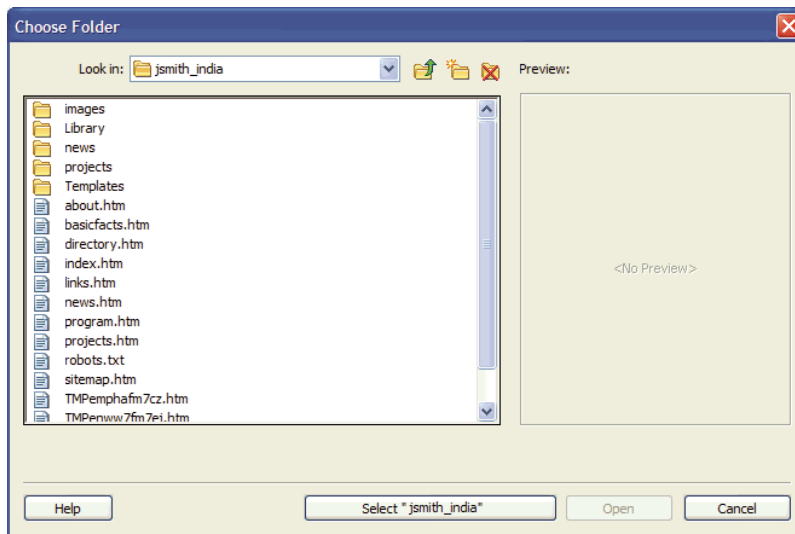 Choose Folder
Look in: jsmith_india
Preview:
images
Library
news
projects
Templates
about.htm
basicfacts.htm
directory.htm
index.htm
links.htm
news.htm
program.htm
projects.htm
robots.txt
sitemap.htm
TMPemphafm7cz.htm
TMPenww7fm7ei.htm
<No Preview>
Help
Select "jsmith_india"
Open
Cancel